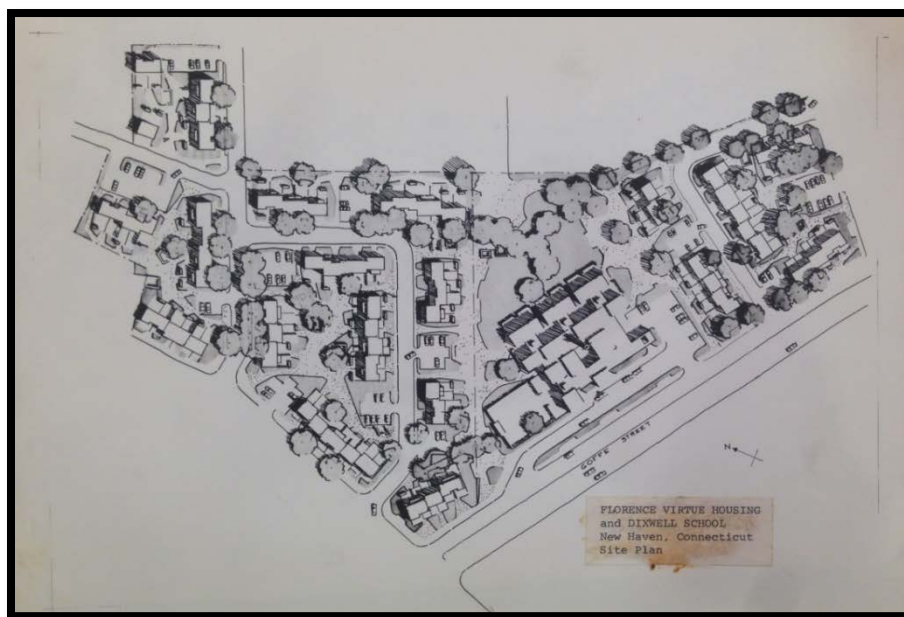 GOFFE STREET
N
FLORENCE VIRTUE HOUSING
and DIXWELL SCHOOL
New Haven, Connecticut
Site Plan